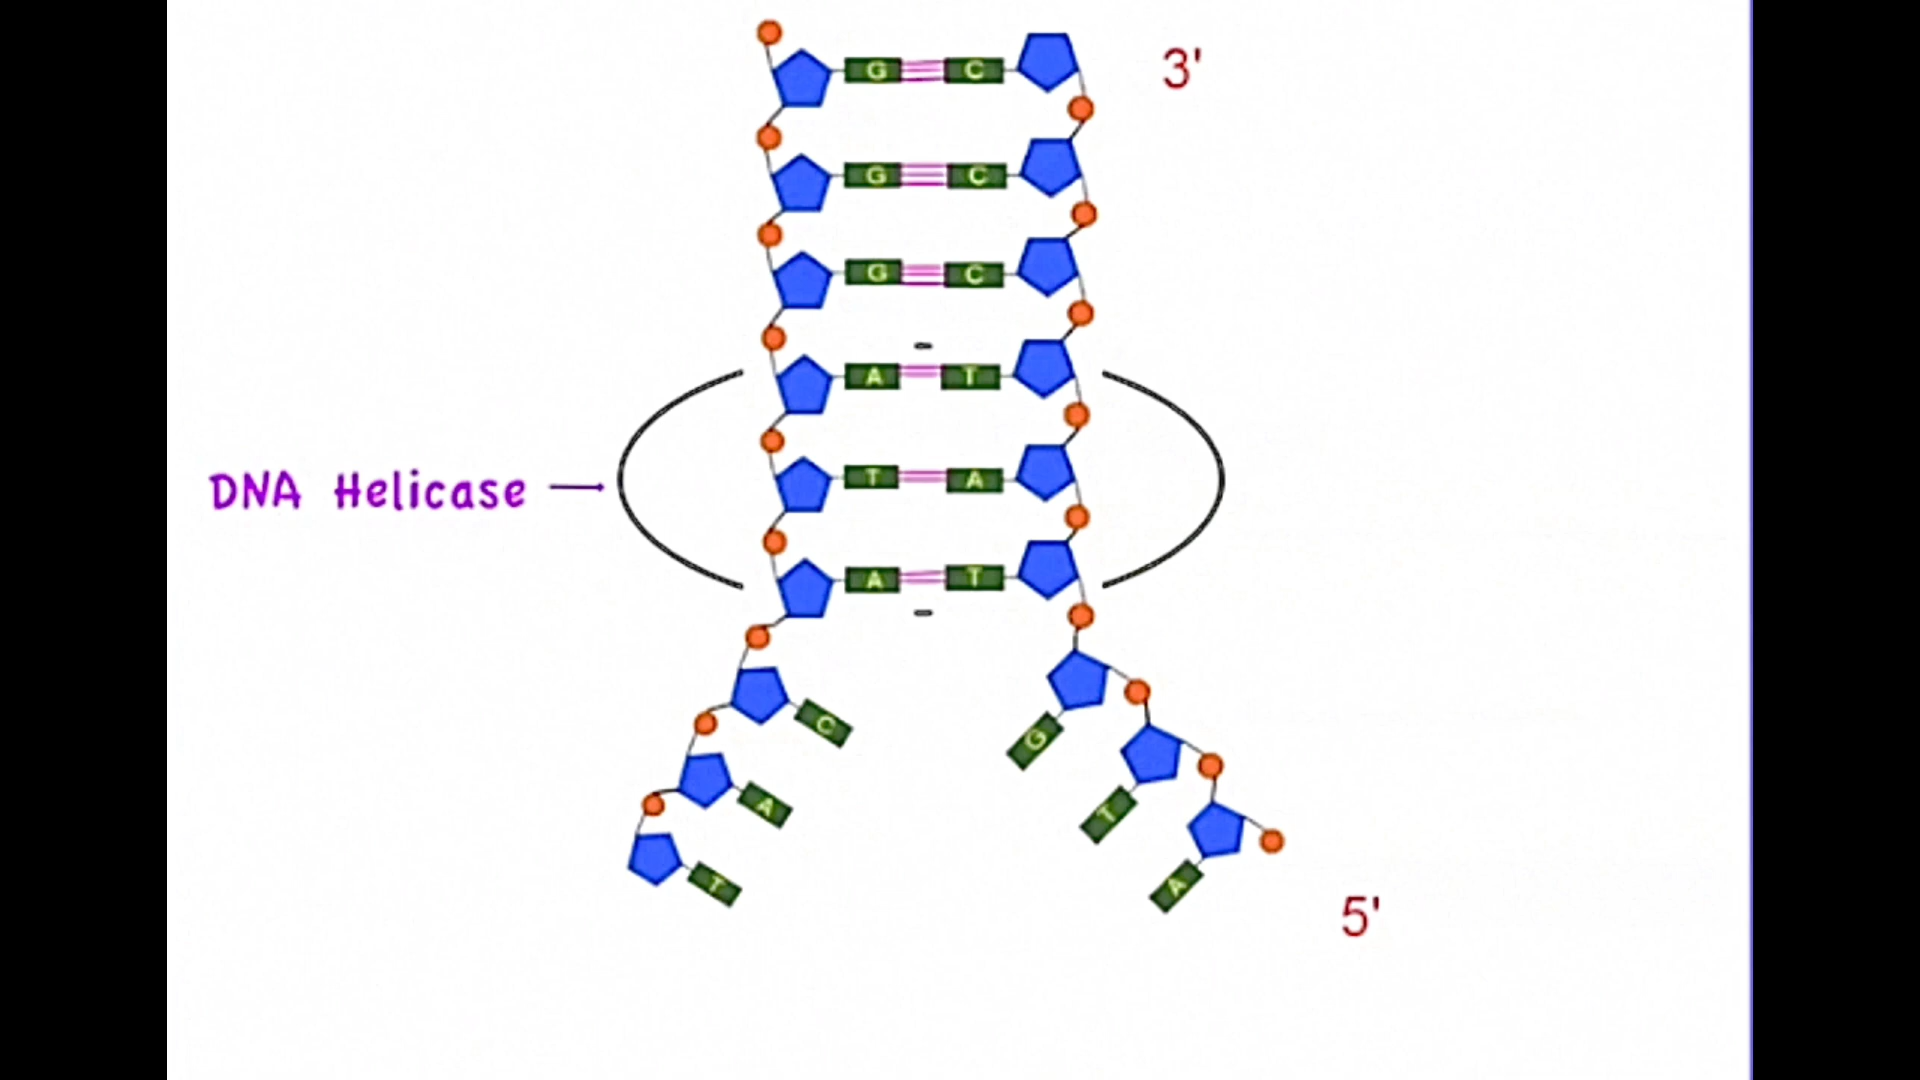 3'
G C
G C
G C
A T
DNA Helicase
T A
A T
C G
A T
T A
5'